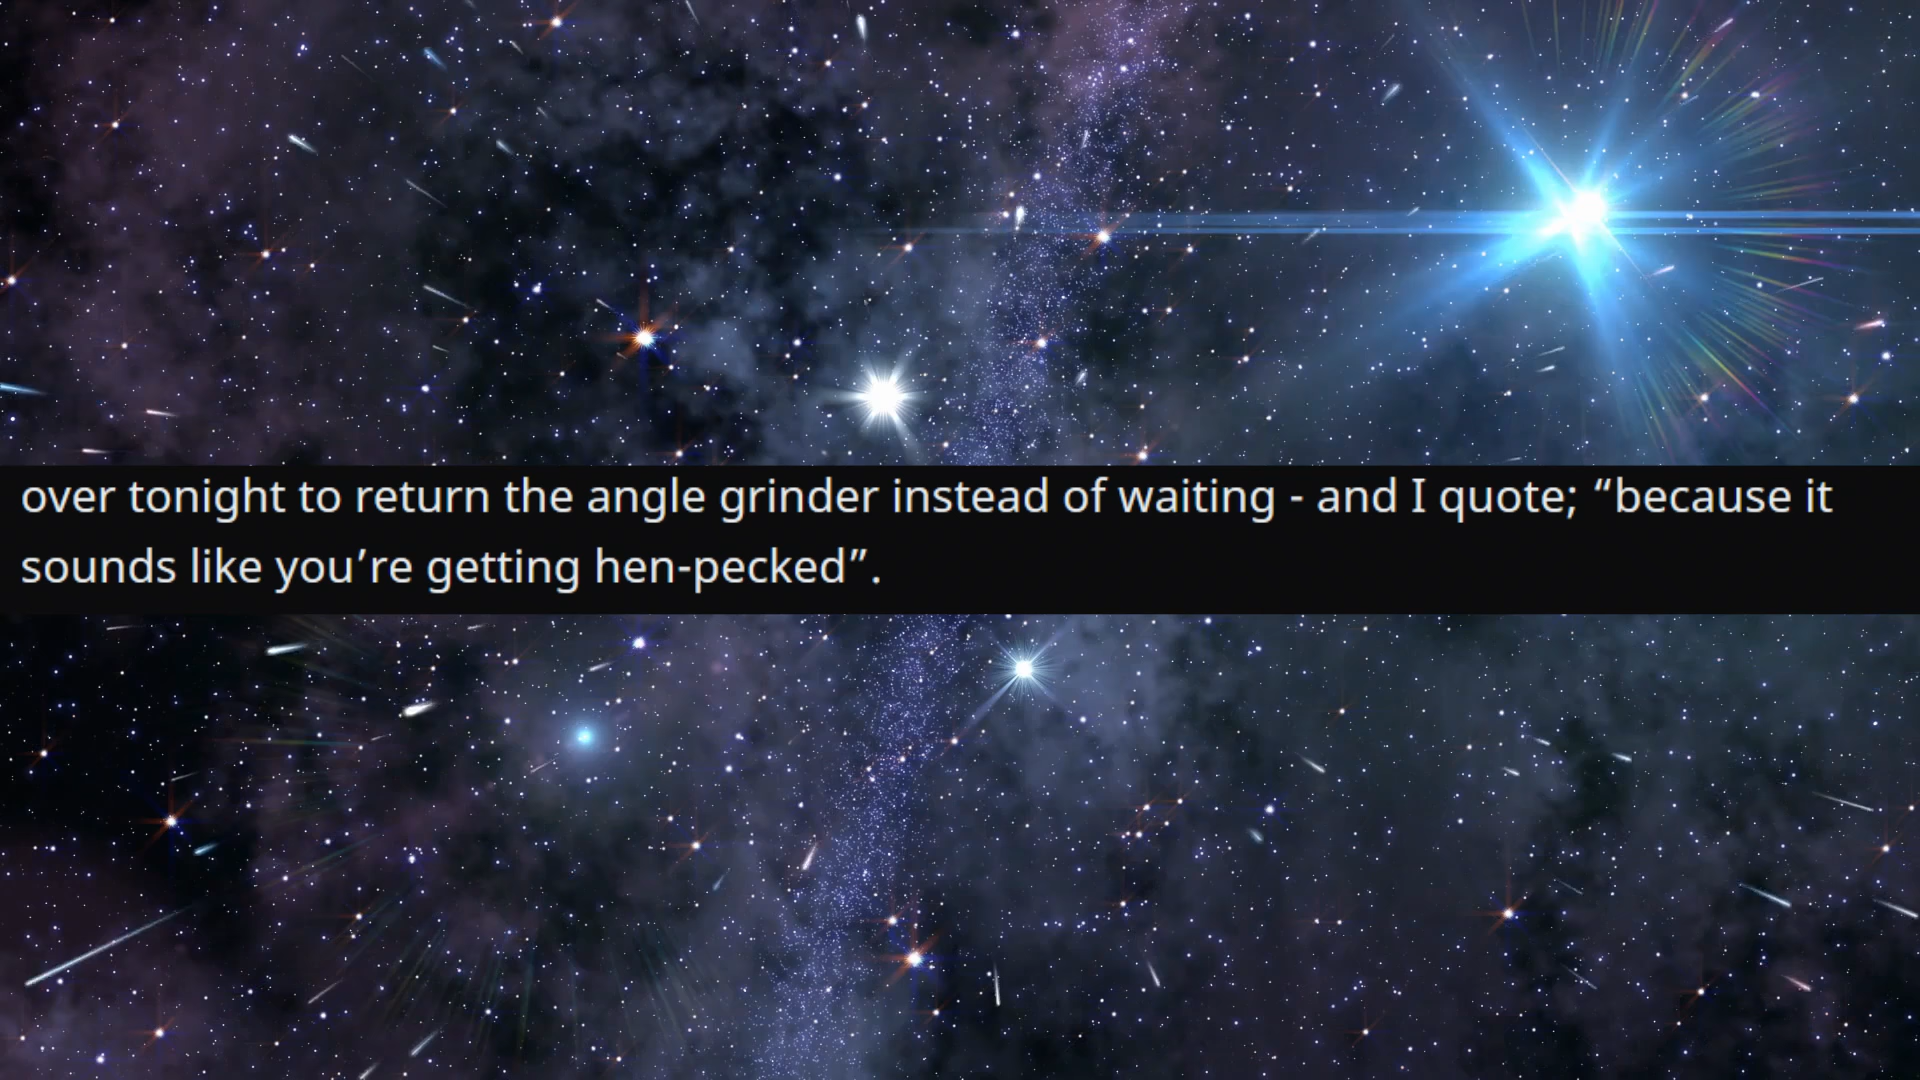 over tonight to return the angle grinder instead of waiting - and I quote; “because it
sounds like you’re getting hen-pecked”.